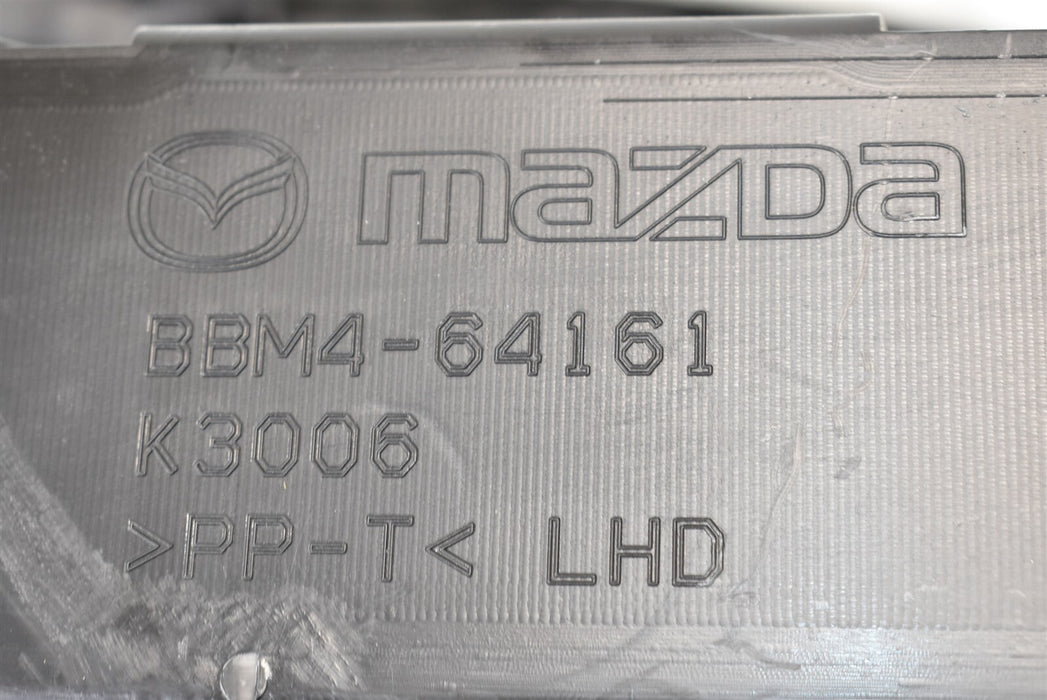 mazda
BBM4-64161
K3006
>PP-T< LHD